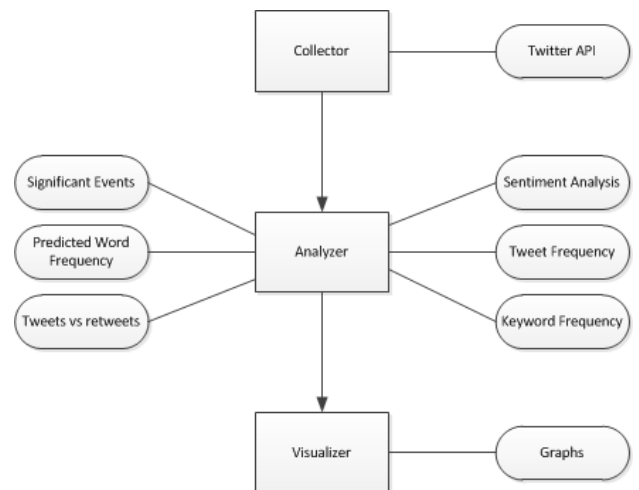 Collector
Twitter API
Significant Events
Sentiment Analysis
Predicted Word
Frequency
Analyzer
Tweet Frequency
Tweets vs retweets
Keyword Frequency
Visualizer
Graphs